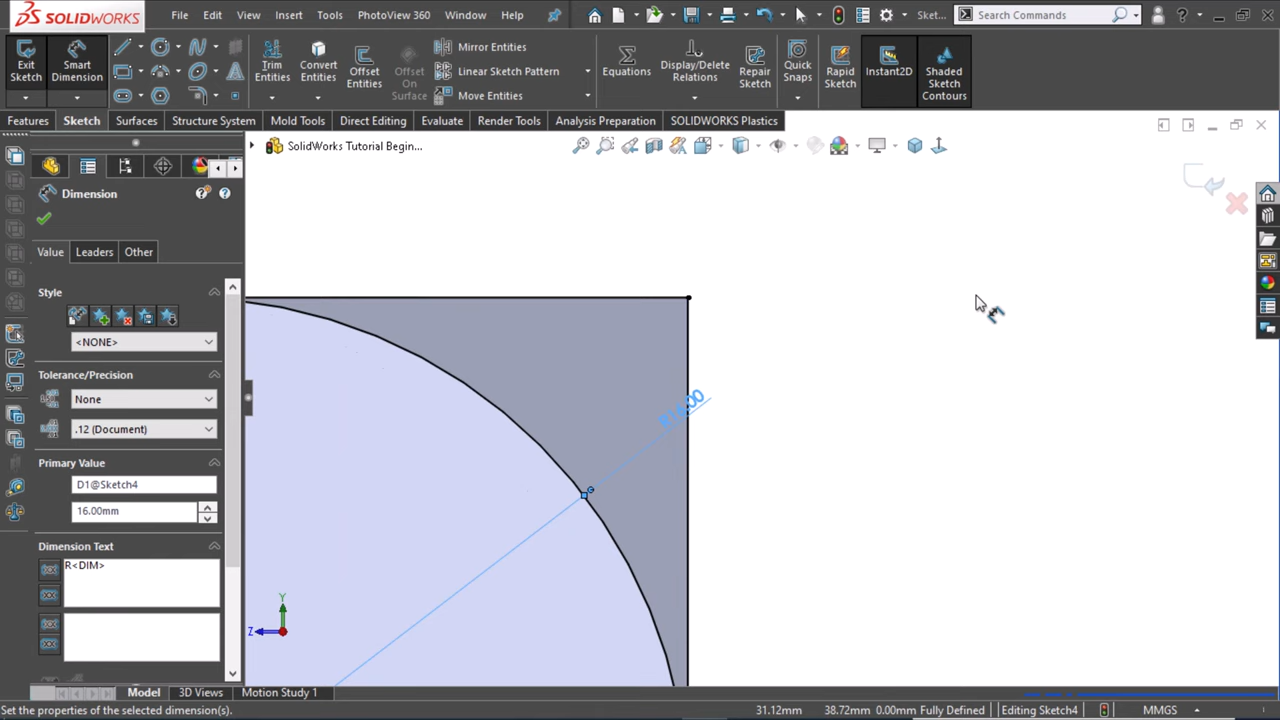 SOLIDWORKS
File Edit View Insert Tools PhotoView 360 Window Help Sket... Search Commands ?
Exit Sketch
Smart Dimension
Trim Entities
Convert Entities
Offset Entities
Offset On Surface
Mirror Entities
Linear Sketch Pattern
Move Entities
Equations
Display/Delete Relations
Repair Sketch
Quick Snaps
Rapid Sketch
Instant2D
Shaded Sketch Contours
Features Sketch Surfaces Structure System Mold Tools Direct Editing Evaluate Render Tools Analysis Preparation SOLIDWORKS Plastics
SolidWorks Tutorial Begin...
Dimension
Value Leaders Other
Style
<NONE>
Tolerance/Precision
None
.12 (Document)
Primary Value
D1@Sketch4
16.00mm
Dimension Text
R<DIM>
R16.00
Y
Z
Model 3D Views Motion Study 1
Set the properties of the selected dimension(s). 31.12mm 38.72mm 0.00mm Fully Defined Editing Sketch4 MMGS